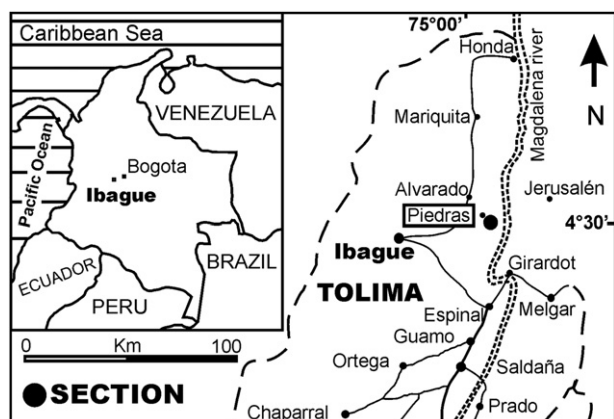 Caribbean Sea
VENEZUELA
Pacific Ocean
Bogota
Ibague
ECUADOR
BRAZIL
PERU
0 Km 100
SECTION
75°00'
Honda
Magdalena river
N
Mariquita
Alvarado
Jerusalén
Piedras
4°30'
Ibague
Girardot
TOLIMA
Espinal
Melgar
Guamo
Ortega
Saldaña
Prado
Chaparral